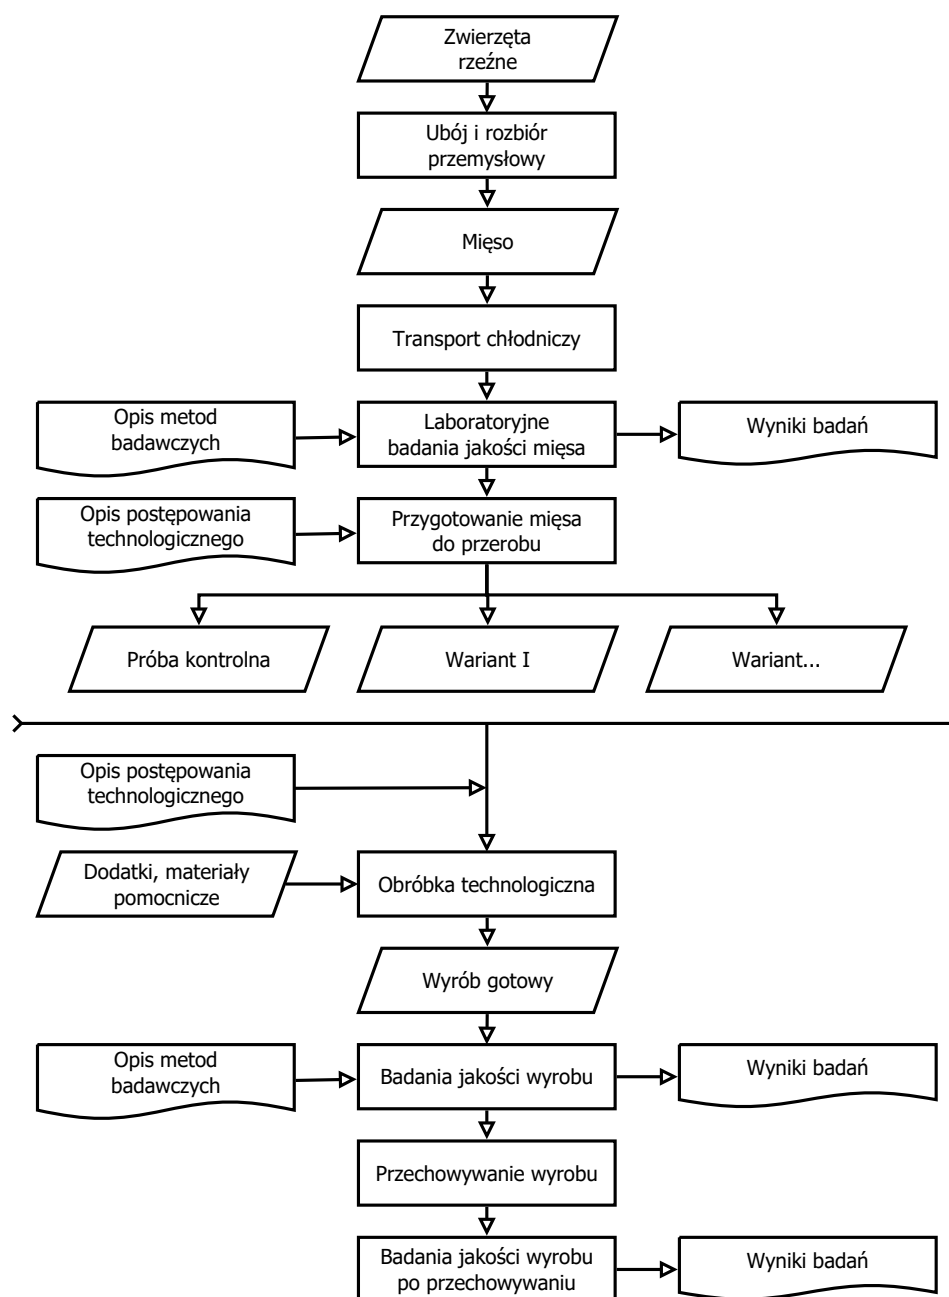 Zwierzęta
rzeźne
Ubój i rozbiór
przemysłowy
Mięso
Transport chłodniczy
Opis metod
badawczych
Laboratoryjne
badania jakości mięsa
Wyniki badań
Opis postępowania
technologicznego
Przygotowanie mięsa
do przerobu
Próba kontrolna
Wariant I
Wariant...
Opis postępowania
technologicznego
Dodatki, materiały
pomocnicze
Obróbka technologiczna
Wyrób gotowy
Opis metod
badawczych
Badania jakości wyrobu
Wyniki badań
Przechowywanie wyrobu
Badania jakości wyrobu
po przechowywaniu
Wyniki badań